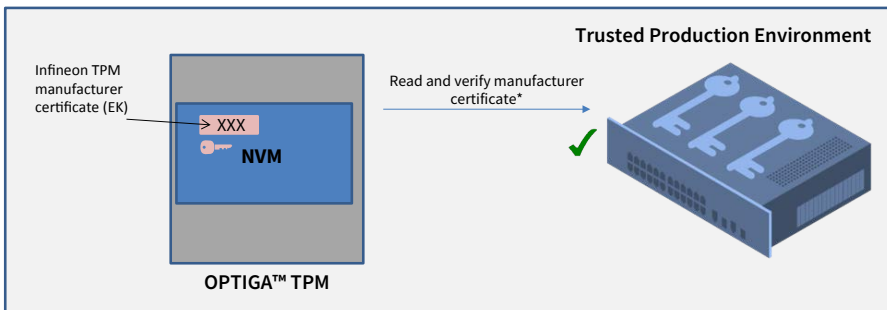 Trusted Production Environment
Infineon TPM
manufacturer
certificate (EK)
Read and verify manufacturer
certificate*
> XXX
NVM
OPTIGA™ TPM